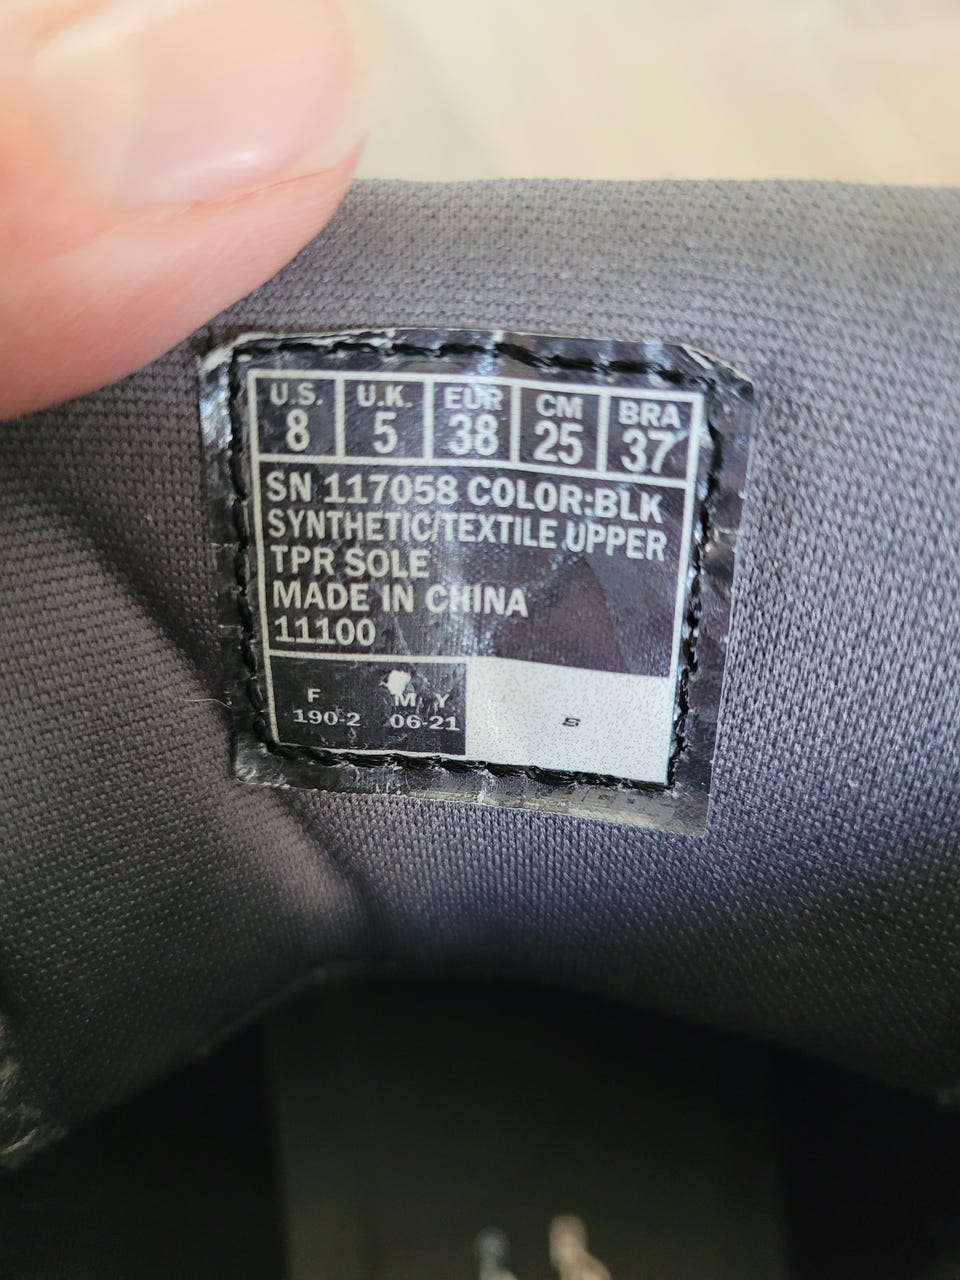 U.S. U.K. EUR CM BRA
8 5 38 25 37
SN 117058 COLOR:BLK
SYNTHETIC/TEXTILE UPPER
TPR SOLE
MADE IN CHINA
11100
F M Y
190-2 06-21 S